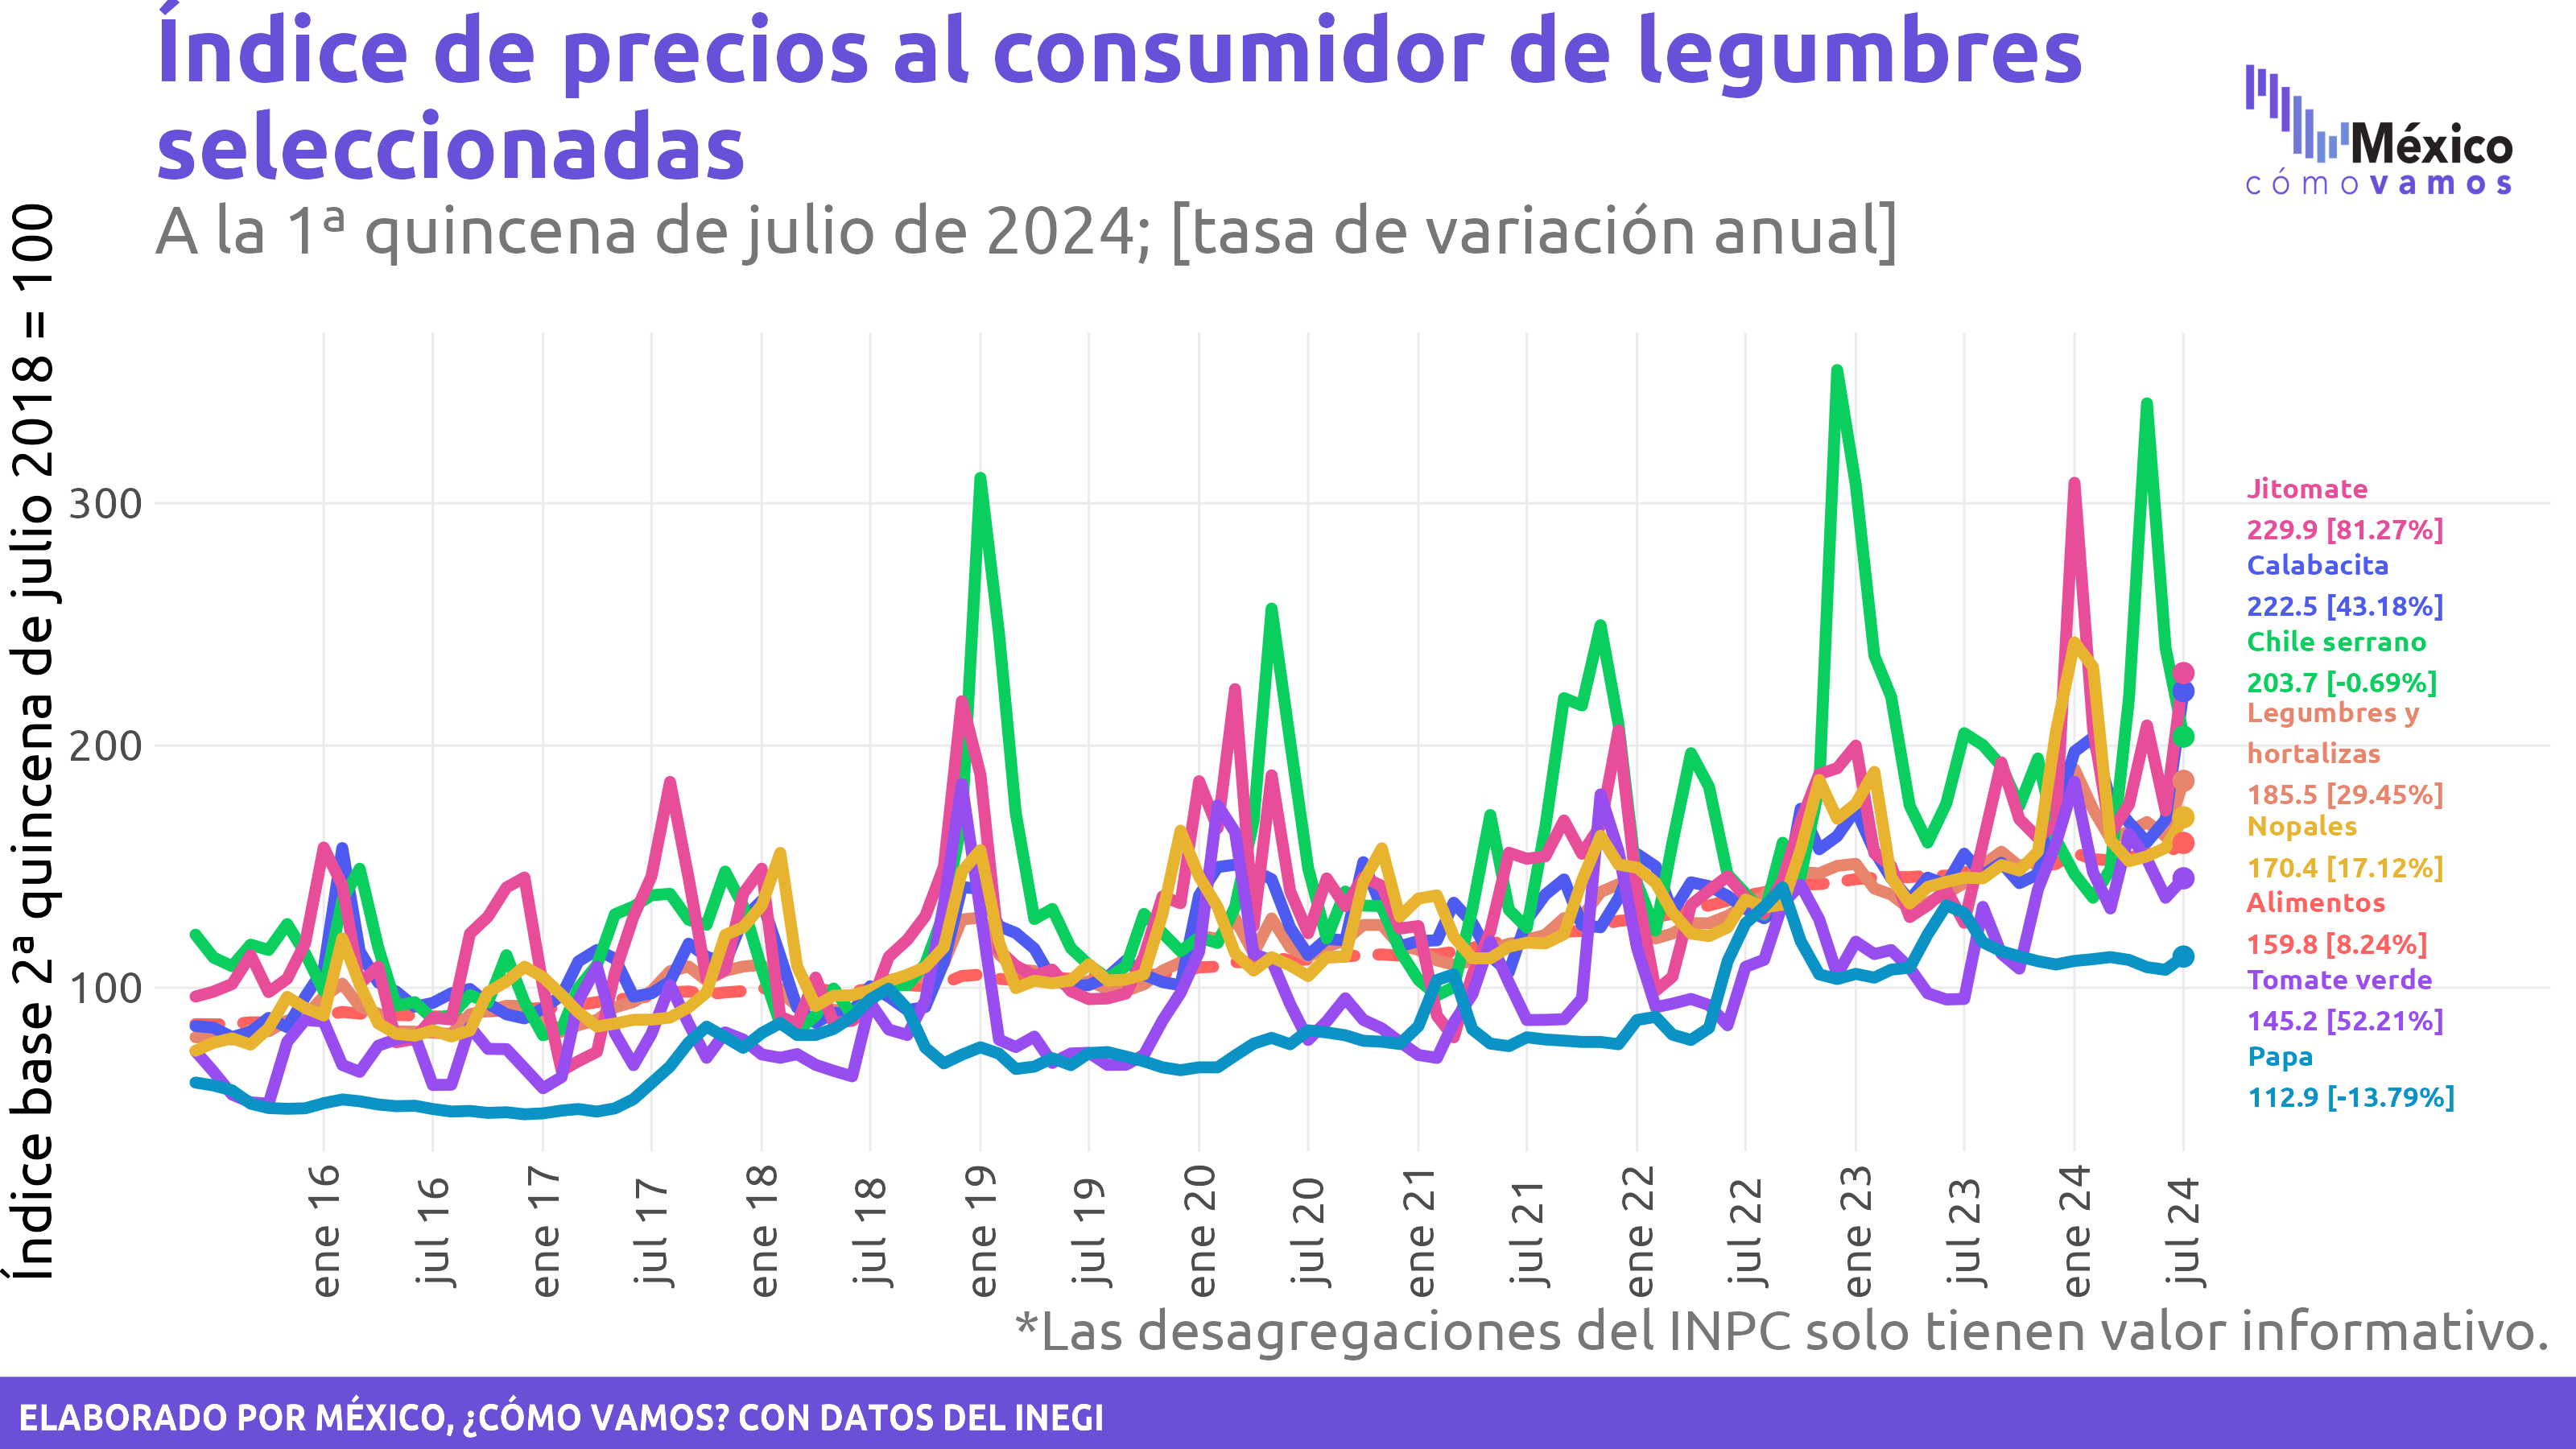 Índice de precios al consumidor de legumbres
seleccionadas
A la 1ª quincena de julio de 2024; [tasa de variación anual]
México
cómo vamos
Índice base 2ª quincena de julio 2018 = 100
300
200
100
Jitomate
229.9 [81.27%]
Calabacita
222.5 [43.18%]
Chile serrano
203.7 [-0.69%]
Legumbres y
hortalizas
185.5 [29.45%]
Nopales
170.4 [17.12%]
Alimentos
159.8 [8.24%]
Tomate verde
145.2 [52.21%]
Papa
112.9 [-13.79%]
ene 16
jul 16
ene 17
jul 17
ene 18
jul 18
ene 19
jul 19
ene 20
jul 20
ene 21
jul 21
ene 22
jul 22
ene 23
jul 23
ene 24
jul 24
*Las desagregaciones del INPC solo tienen valor informativo.
ELABORADO POR MÉXICO, ¿CÓMO VAMOS? CON DATOS DEL INEGI